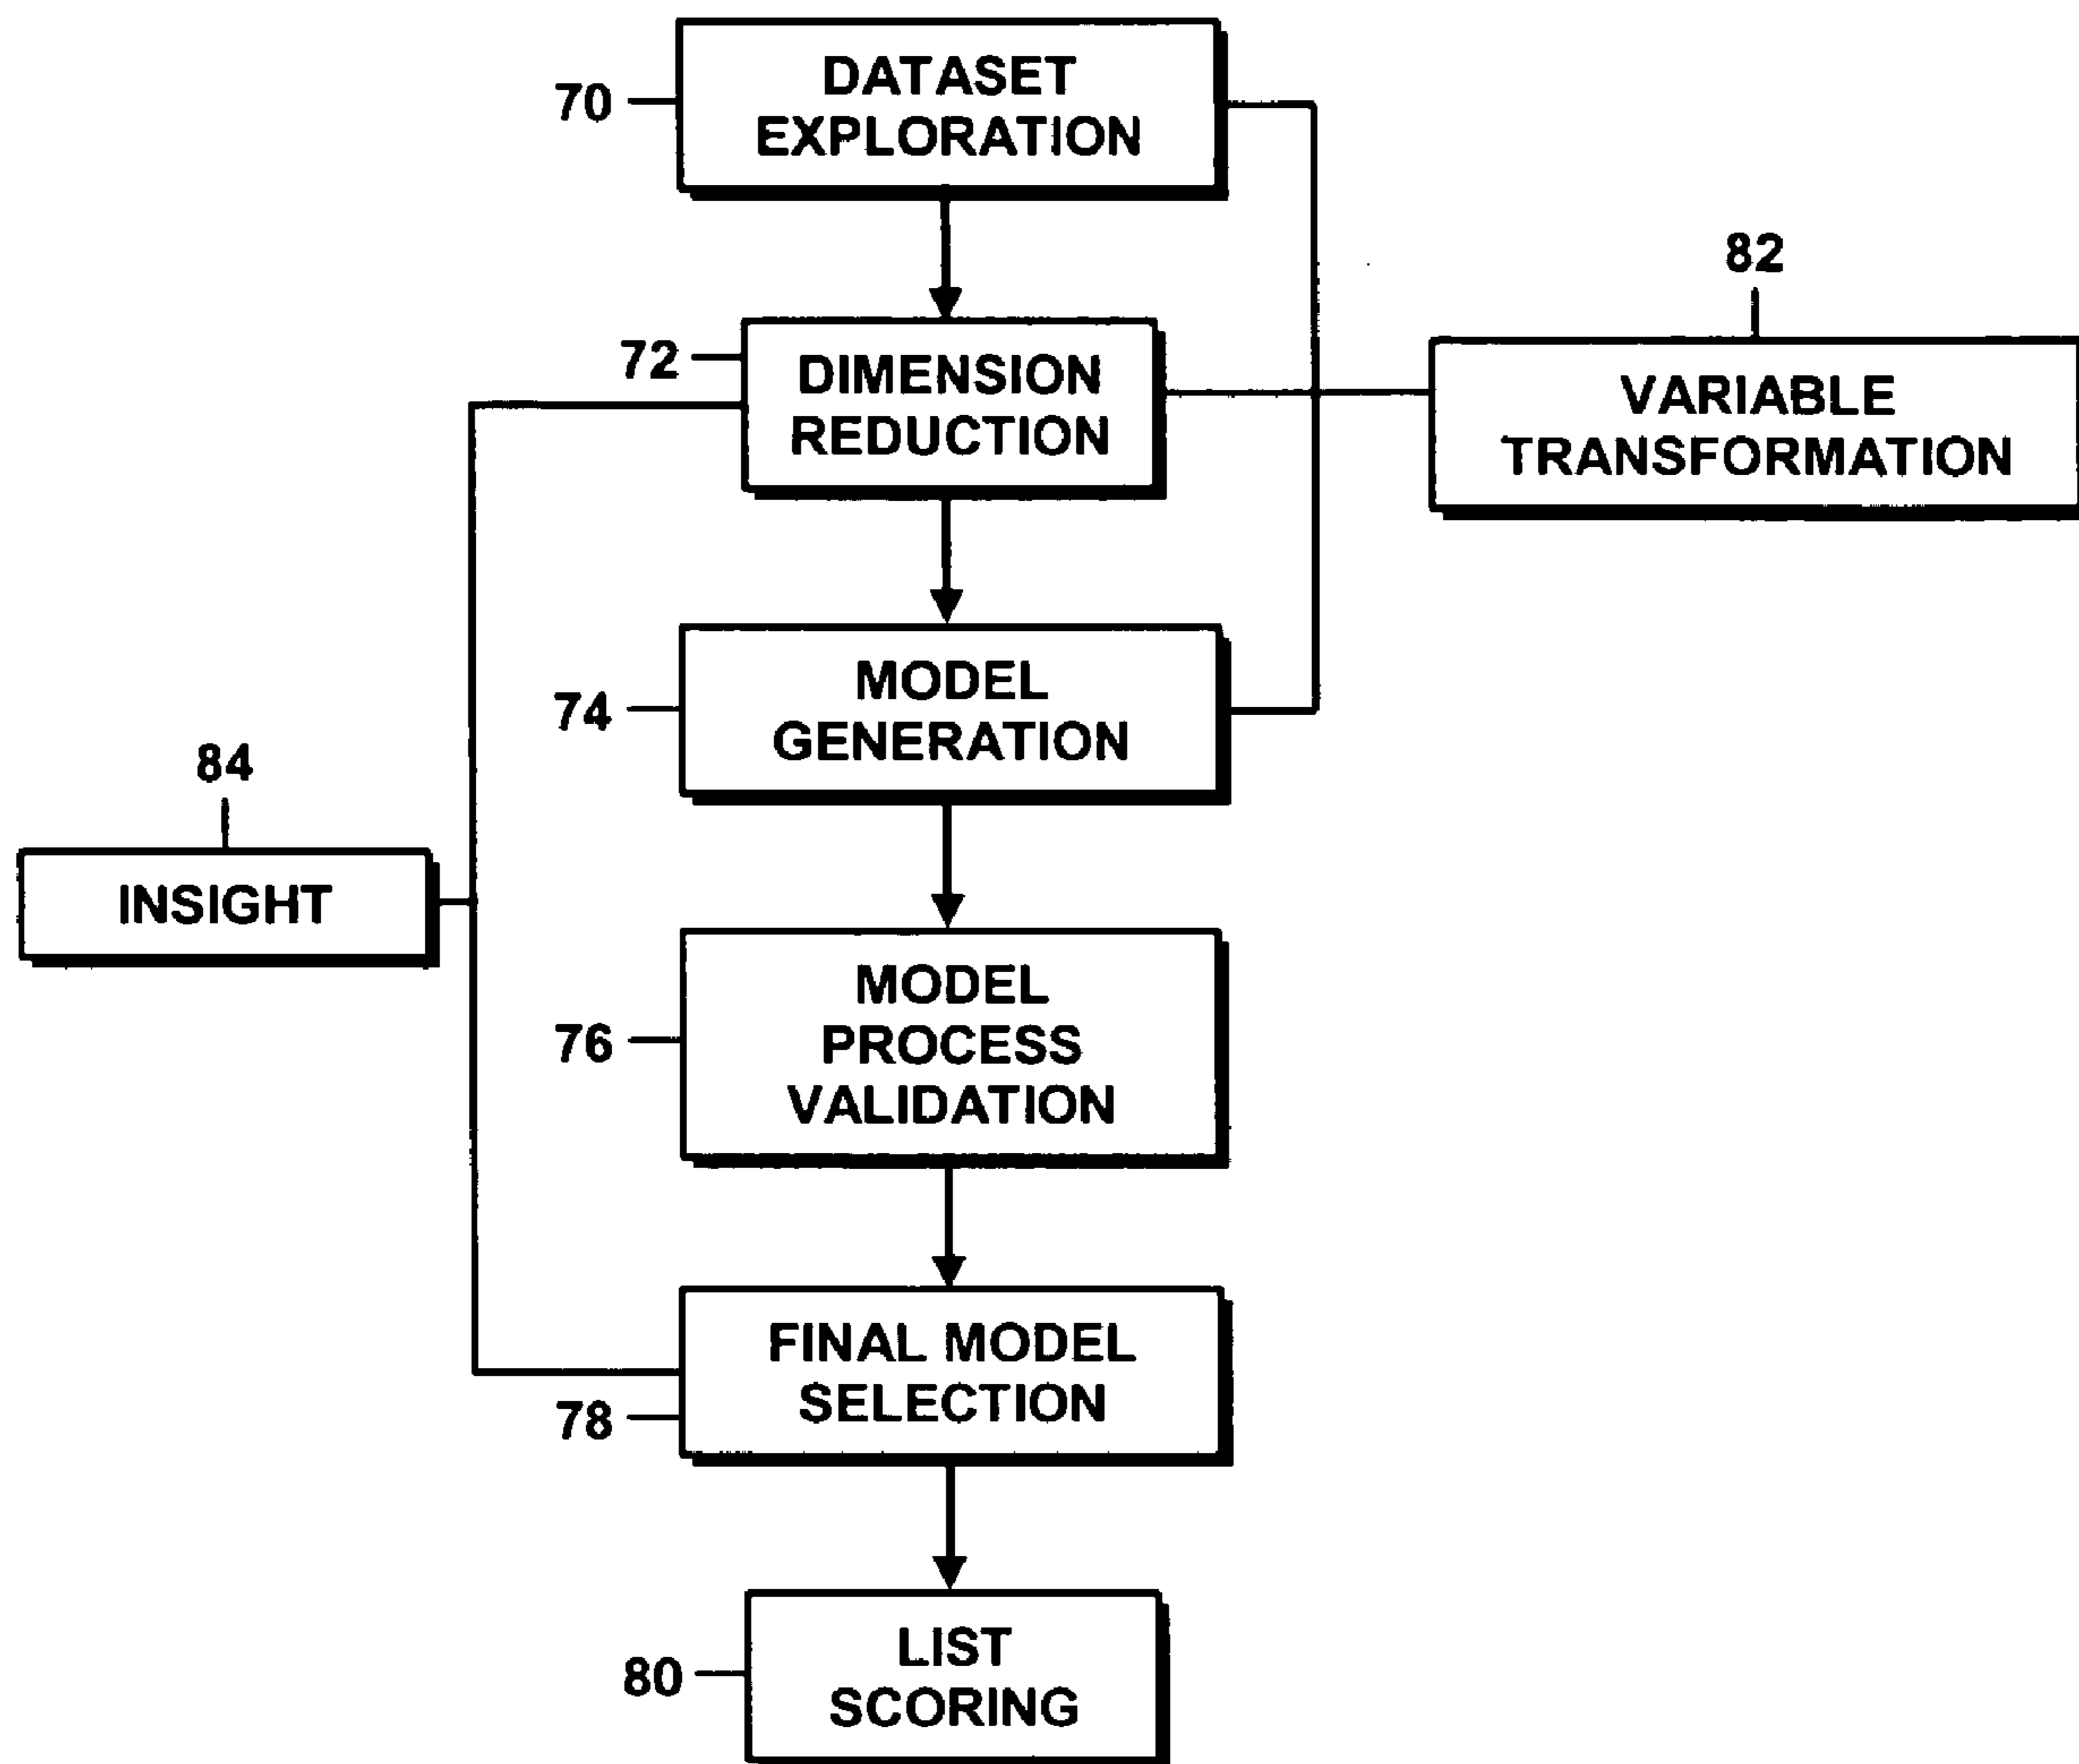 70
DATASET
EXPLORATION
82
72
DIMENSION
REDUCTION
VARIABLE
TRANSFORMATION
74
MODEL
GENERATION
84
INSIGHT
76
MODEL
PROCESS
VALIDATION
FINAL MODEL
SELECTION
78
LIST
SCORING
80